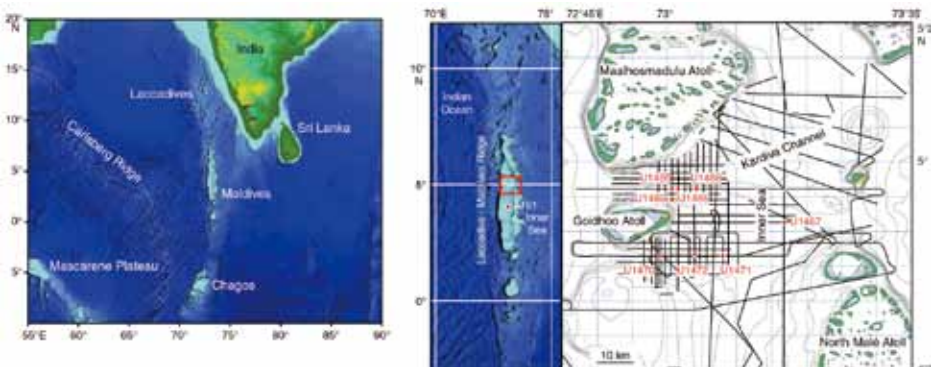 20°
N
15°
10°
5°
0°
5°
55°E
60°
65°
70°
75°
80°
85°
90°
India
Laccadives
Sri Lanka
Carlsberg Ridge
Maldives
Mascarene Plateau
Chagos
70°E
75°
10°
N
5°
0°
Indian
Ocean
Laccadive - Maldives Ridge
Inner
Sea
72°45'E
73°
73°35'
N
5°
Maalhosmadulu Atoll
Kardiva Channel
Inner Sea
Goidhoo Atoll
U1467
U1470
U1472
U1471
10 km
North Malé Atoll